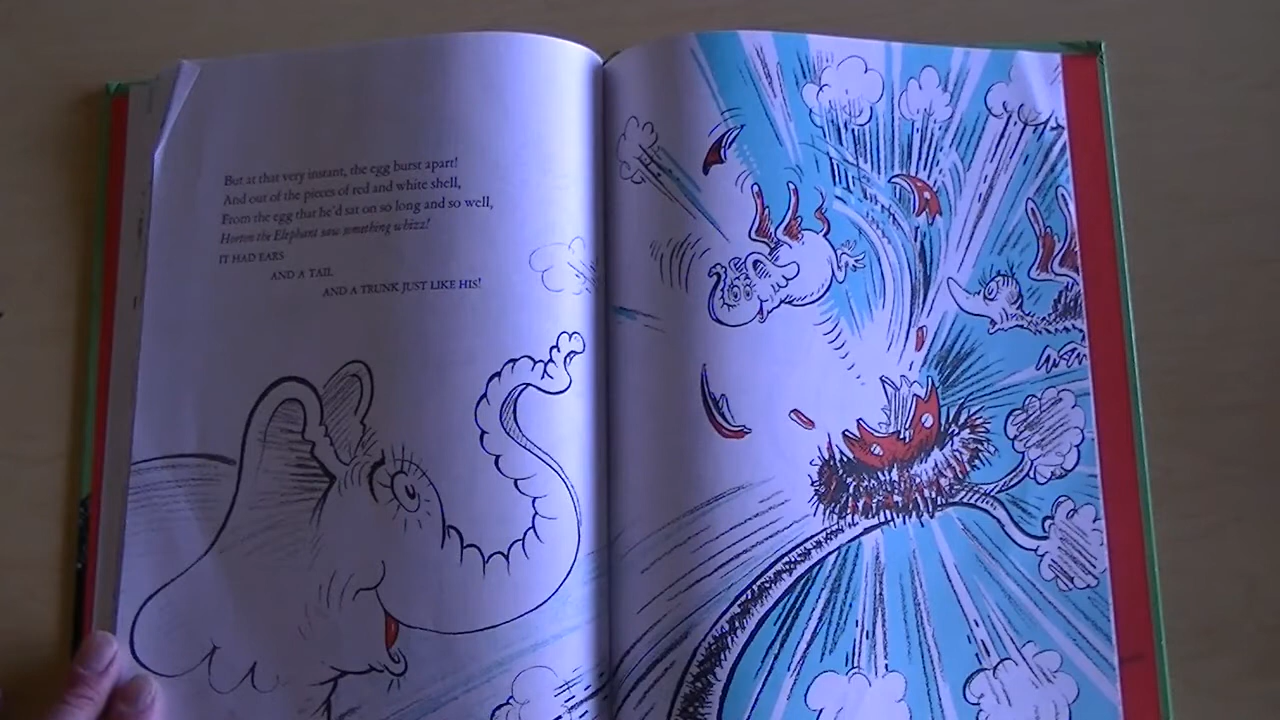 But at that very instant, the egg burst apart!
And out of the pieces of red and white shell,
From the egg that he'd sat on so long and so well,
Horton the Elephant saw something whizz!
IT HAD EARS
AND A TAIL
AND A TRUNK JUST LIKE HIS!